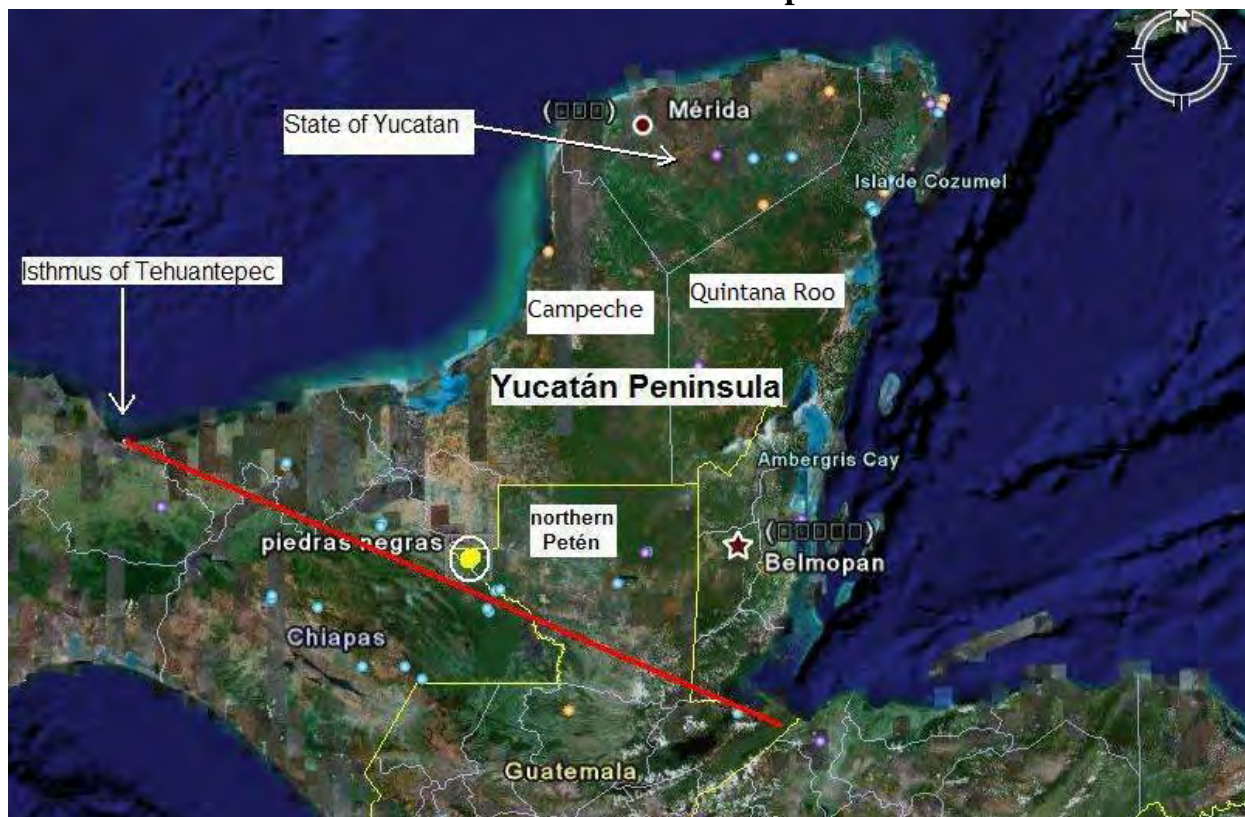 N
(□□□)
Mérida
State of Yucatan
Isla de Cozumel
Isthmus of Tehuantepec
Quintana Roo
Campeche
Yucatán Peninsula
Ambergris Cay
northern
Petén
(□□□□□)
piedras negras
Belmopan
Chiapas
Guatemala